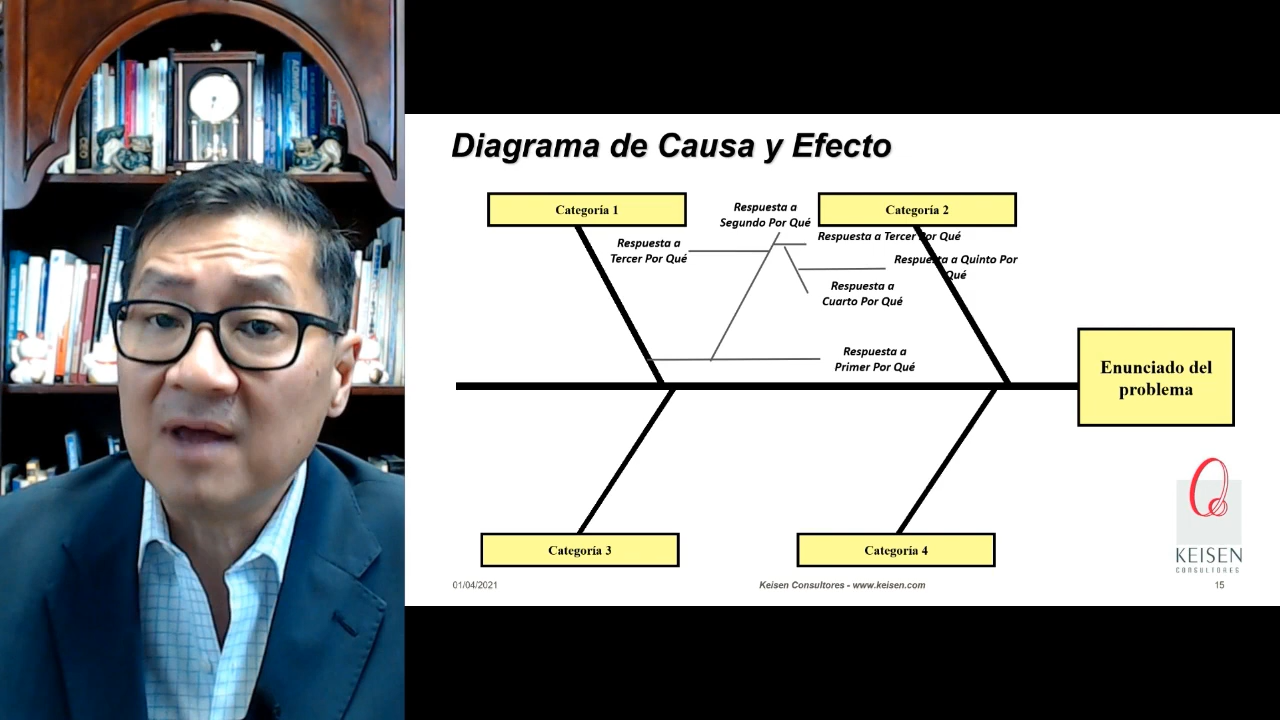 Diagrama de Causa y Efecto
Categoría 1
Respuesta a
Segundo Por Qué
Categoría 2
Respuesta a
Tercer Por Qué
Respuesta a Tercer Por Qué
Respuesta a Quinto Por
Qué
Respuesta a
Cuarto Por Qué
Respuesta a
Primer Por Qué
Enunciado del
problema
Categoría 3
Categoría 4
KEISEN
CONSULTORES
01/04/2021
Keisen Consultores - www.keisen.com
15